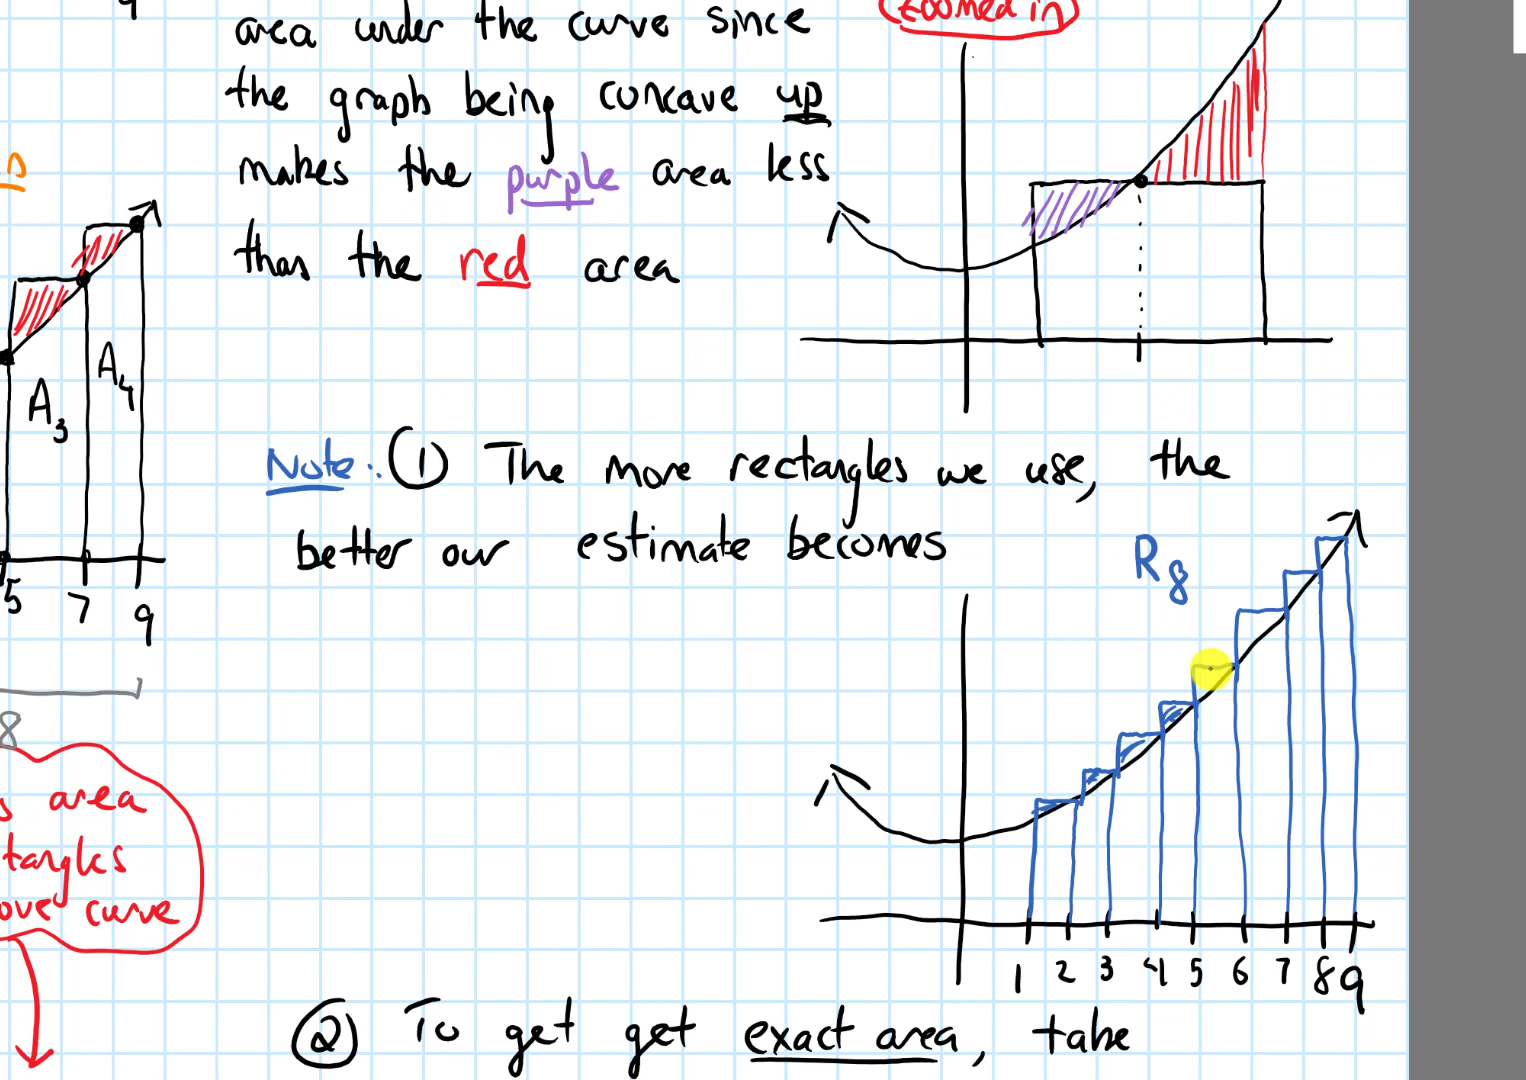 area under the curve since
the graph being concave up
makes the purple area less
than the red area
zoomed in
A3
A4
5 7 9
8
s area
tangles
ove curve
Note: ① The more rectangles we use, the
better our estimate becomes
R8
1 2 3 4 5 6 7 8 9
② To get get exact area, take